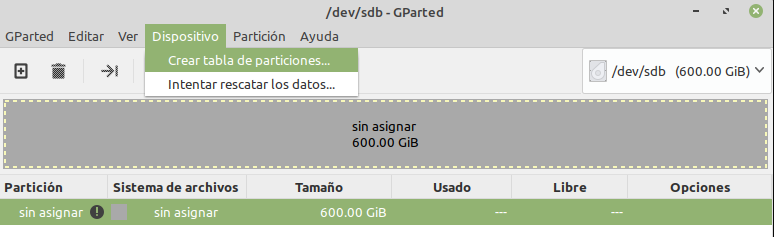 /dev/sdb - GParted
GParted Editar Ver Dispositivo Partición Ayuda
Crear tabla de particiones...
Intentar rescatar los datos...
/dev/sdb (600.00 GiB)
sin asignar
600.00 GiB
Partición Sistema de archivos Tamaño Usado Libre Opciones
sin asignar sin asignar 600.00 GiB --- ---